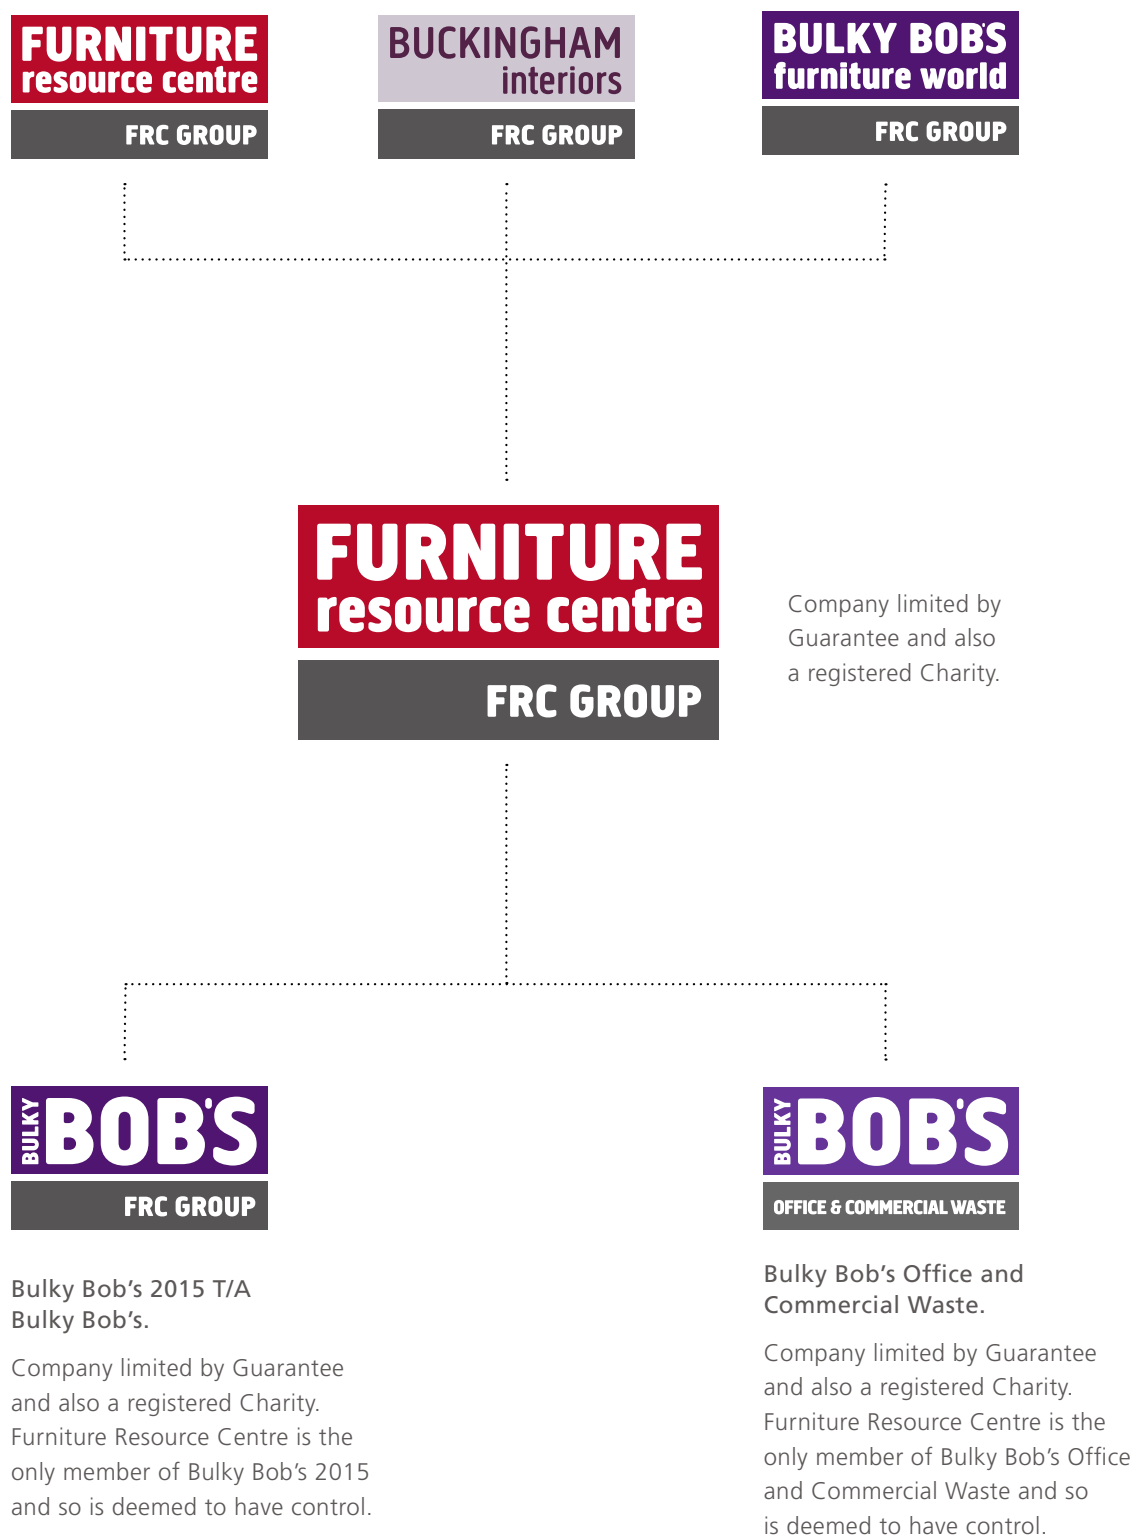 FURNITURE
resource centre
FRC GROUP
BUCKINGHAM
interiors
FRC GROUP
BULKY BOB'S
furniture world
FRC GROUP
FURNITURE
resource centre
FRC GROUP
Company limited by
Guarantee and also
a registered Charity.
BULKY
BOB'S
FRC GROUP
Bulky Bob’s 2015 T/A
Bulky Bob’s.
Company limited by Guarantee
and also a registered Charity.
Furniture Resource Centre is the
only member of Bulky Bob’s 2015
and so is deemed to have control.
BULKY
BOB'S
OFFICE & COMMERCIAL WASTE
Bulky Bob’s Office and
Commercial Waste.
Company limited by Guarantee
and also a registered Charity.
Furniture Resource Centre is the
only member of Bulky Bob’s Office
and Commercial Waste and so
is deemed to have control.